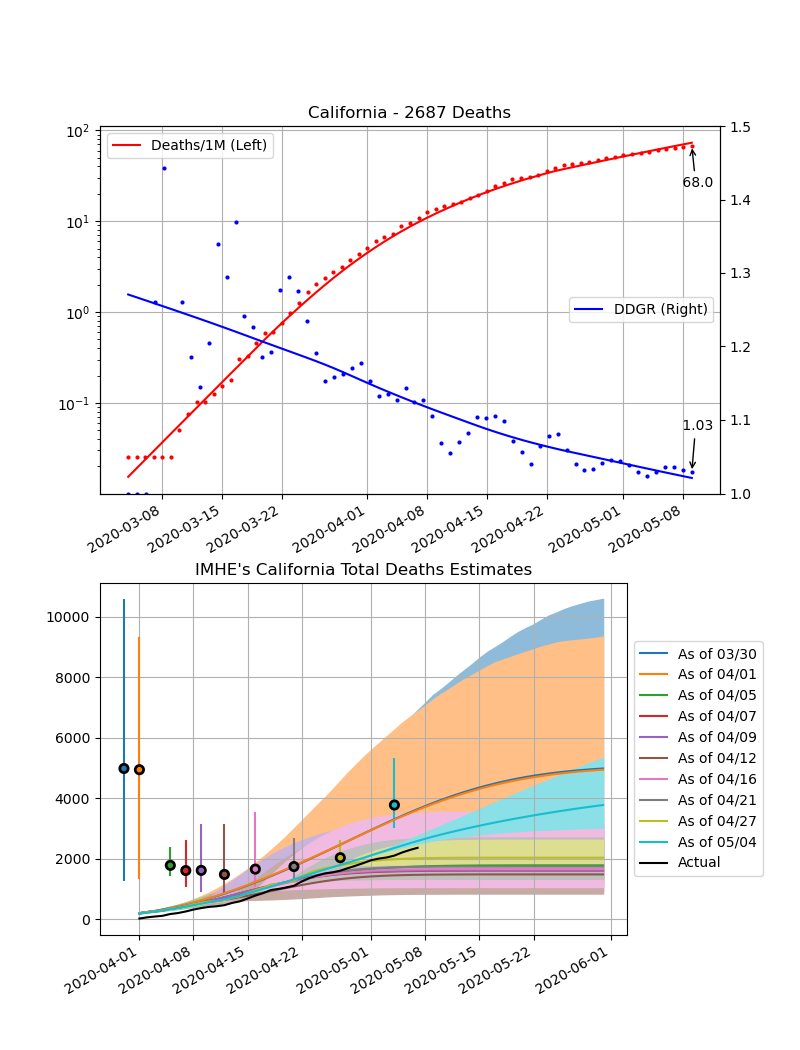 California - 2687 Deaths
10²
10¹
10⁰
10⁻¹
Deaths/1M (Left)
DDGR (Right)
68.0
1.03
1.5
1.4
1.3
1.2
1.1
1.0
2020-03-08
2020-03-15
2020-03-22
2020-04-01
2020-04-08
2020-04-15
2020-04-22
2020-05-01
2020-05-08
IMHE's California Total Deaths Estimates
10000
8000
6000
4000
2000
0
2020-04-01
2020-04-08
2020-04-15
2020-04-22
2020-05-01
2020-05-08
2020-05-15
2020-05-22
2020-06-01
As of 03/30
As of 04/01
As of 04/05
As of 04/07
As of 04/09
As of 04/12
As of 04/16
As of 04/21
As of 04/27
As of 05/04
Actual